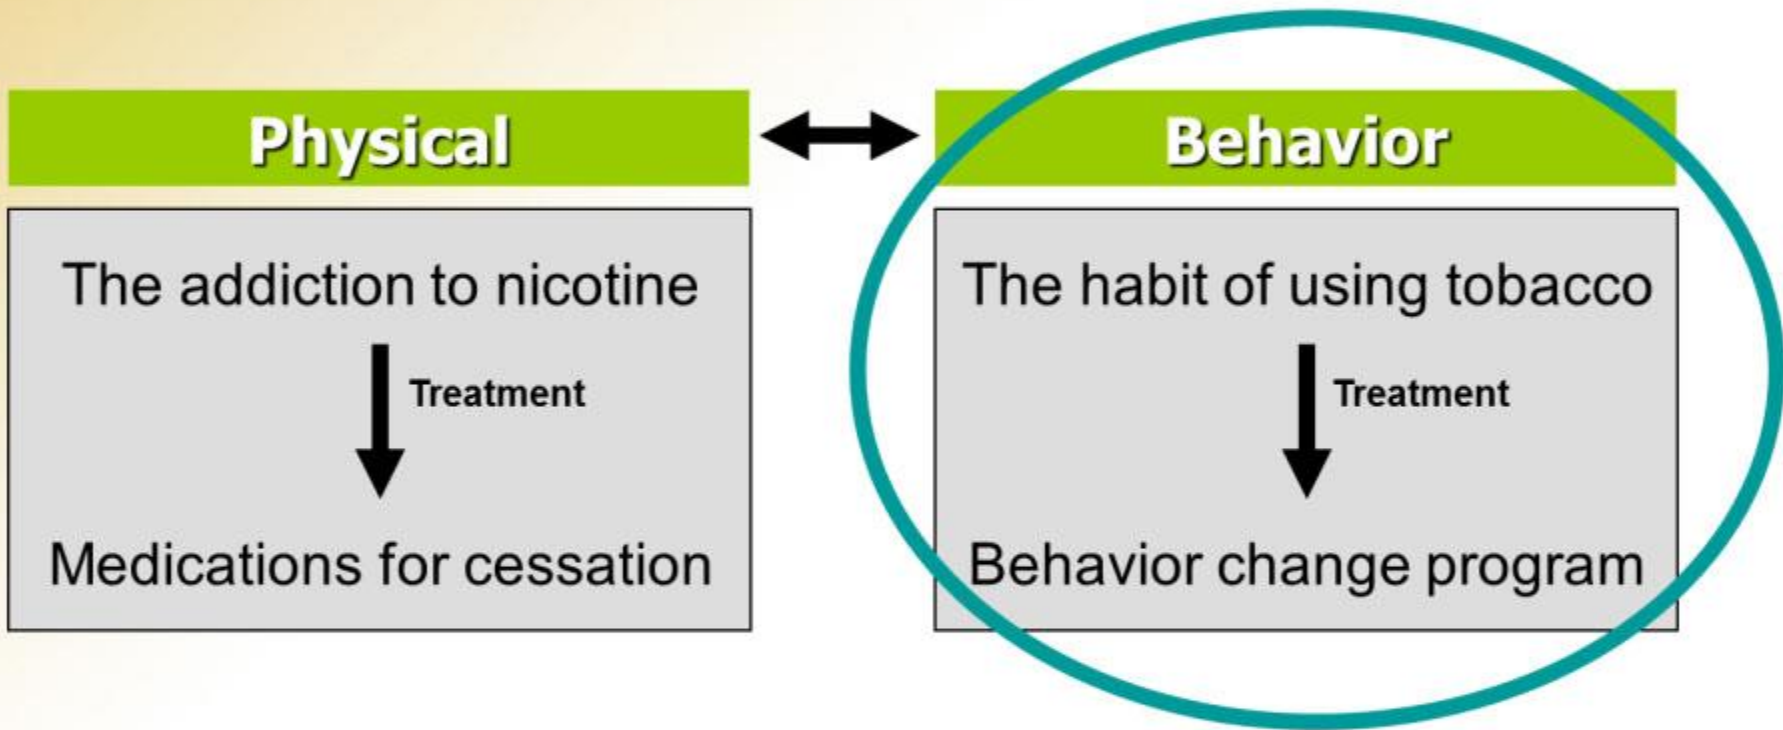 Physical
The addiction to nicotine
Treatment
Medications for cessation
Behavior
The habit of using tobacco
Treatment
Behavior change program